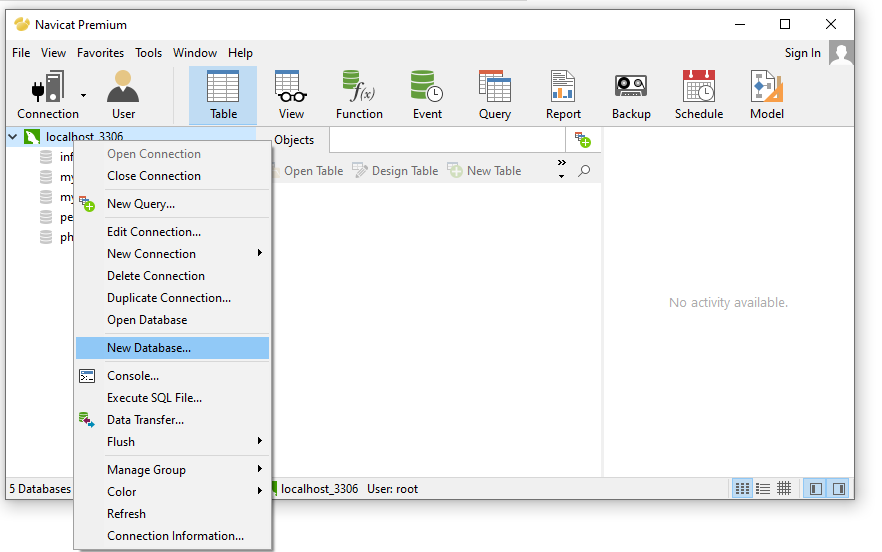 Navicat Premium
File View Favorites Tools Window Help Sign In
Connection User Table View Function Event Query Report Backup Schedule Model
localhost_3306
Objects
inf
my
my
pe
ph
Open Table Design Table New Table
Open Connection
Close Connection
New Query...
Edit Connection...
New Connection
Delete Connection
Duplicate Connection...
Open Database
New Database...
Console...
Execute SQL File...
Data Transfer...
Flush
Manage Group
Color
Refresh
Connection Information...
No activity available.
5 Databases localhost_3306 User: root